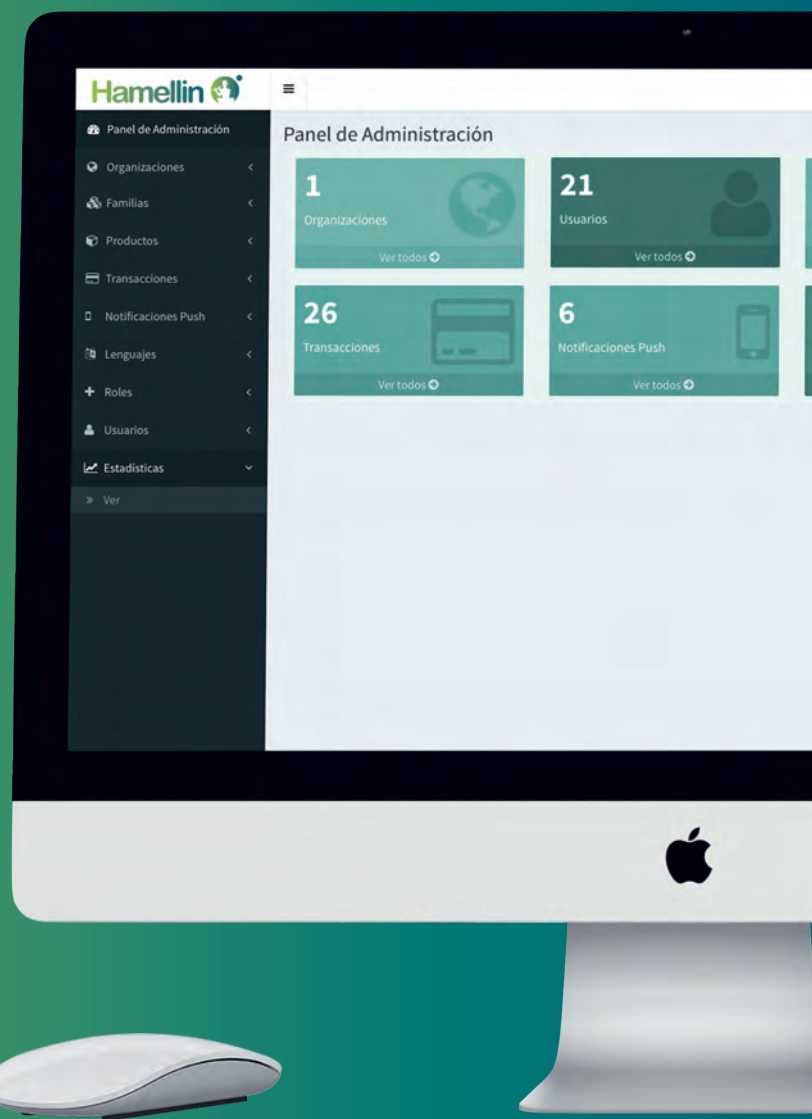 Hamellin
Panel de Administración
Organizaciones
Familias
Productos
Transacciones
Notificaciones Push
Lenguajes
Roles
Usuarios
Estadísticas
Ver
Panel de Administración
1
Organizaciones
Ver todos
21
Usuarios
Ver todos
26
Transacciones
Ver todos
6
Notificaciones Push
Ver todos